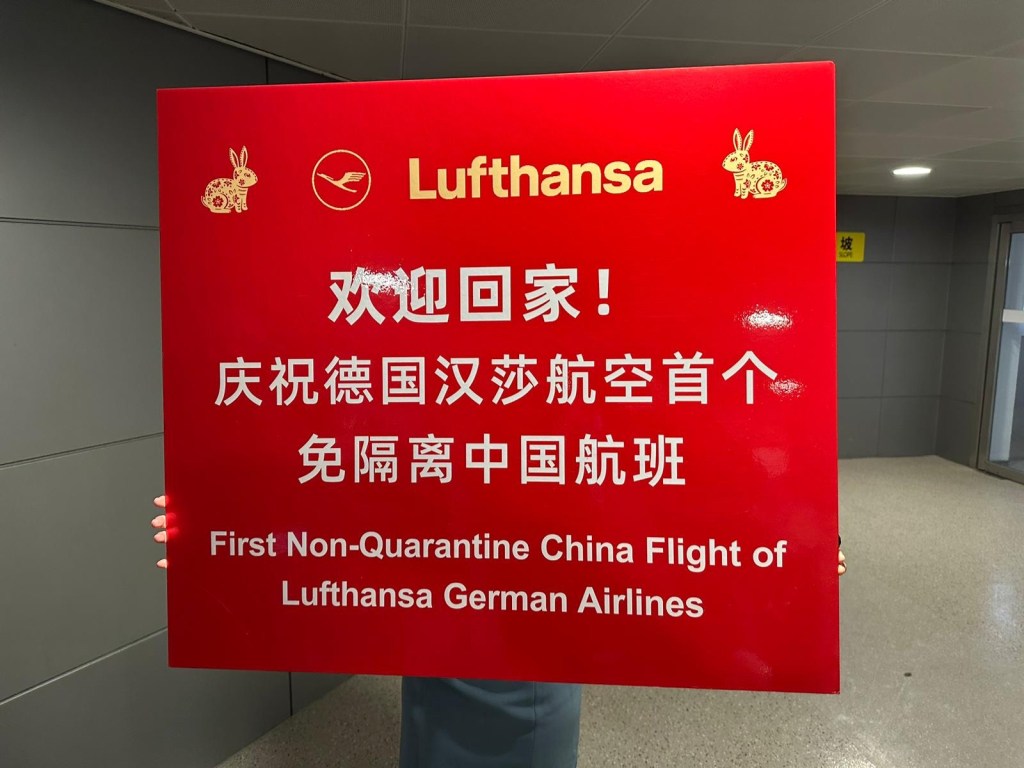 Lufthansa
欢迎回家！
庆祝德国汉莎航空首个
免隔离中国航班
First Non-Quarantine China Flight of
Lufthansa German Airlines
坡
SLOPE